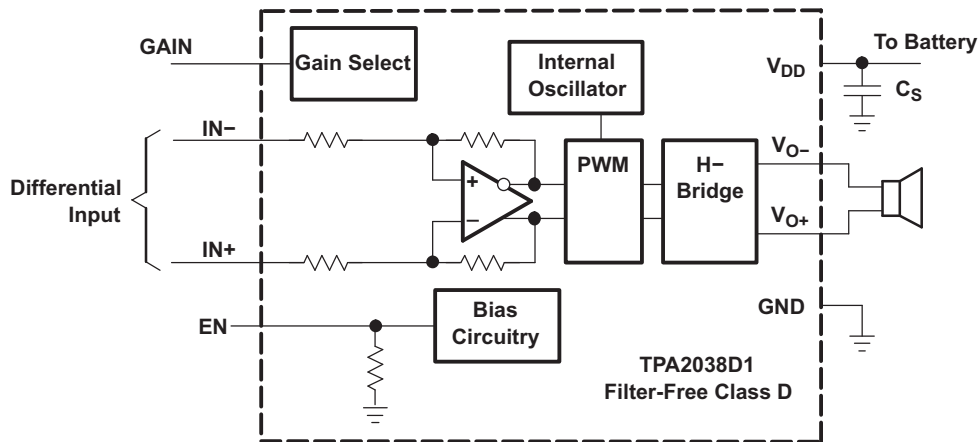 GAIN
Gain Select
Internal
Oscillator
To Battery
VDD
CS
IN−
Differential
Input
+
−
PWM
H−
Bridge
VO−
VO+
IN+
EN
Bias
Circuitry
GND
TPA2038D1
Filter-Free Class D